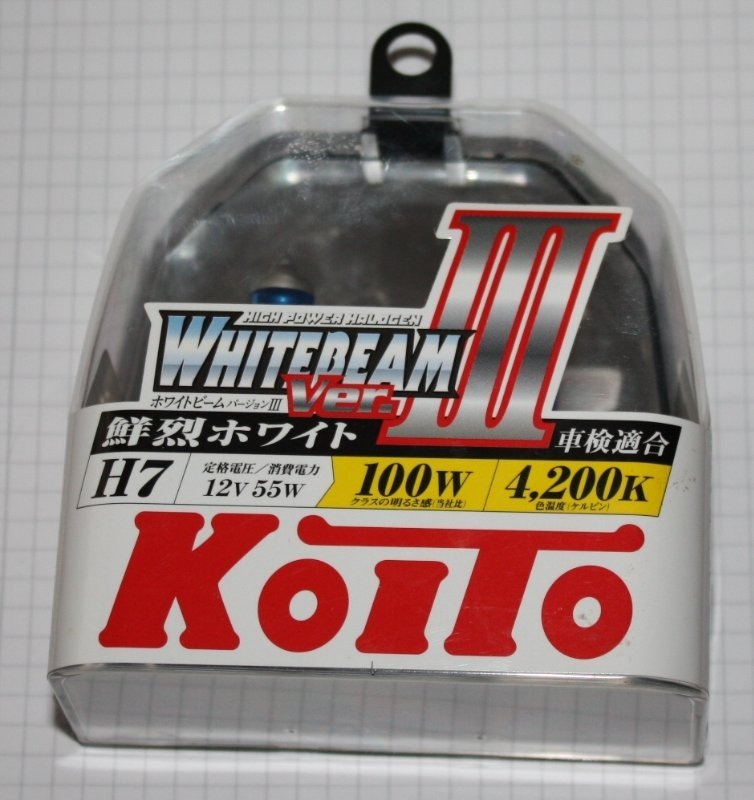 HIGH POWER HALOGEN
WHITEBEAM III
Ver.
ホワイトビームバージョンIII
鮮烈ホワイト
車検適合
H7
定格電圧/消費電力
12V 55W
100W
クラスの明るさ感(当社比)
4,200K
色温度(ケルビン)
KOITO